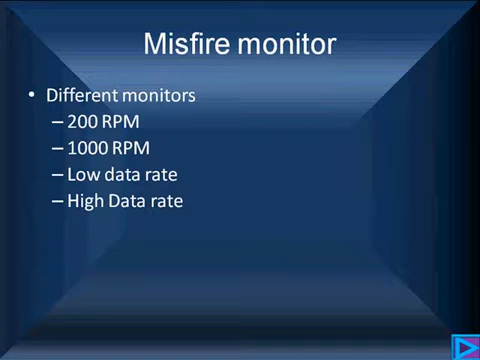 Misfire monitor
• Different monitors
– 200 RPM
– 1000 RPM
– Low data rate
– High Data rate